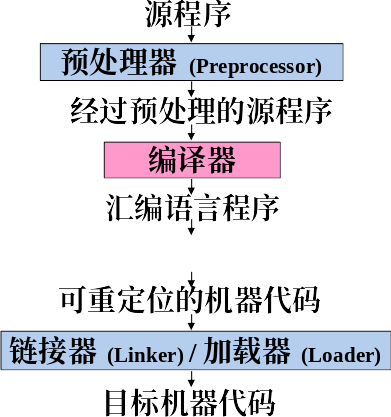 源程序
预处理器 (Preprocessor)
经过预处理的源程序
编译器
汇编语言程序
可重定位的机器代码
链接器 (Linker) / 加载器 (Loader)
目标机器代码